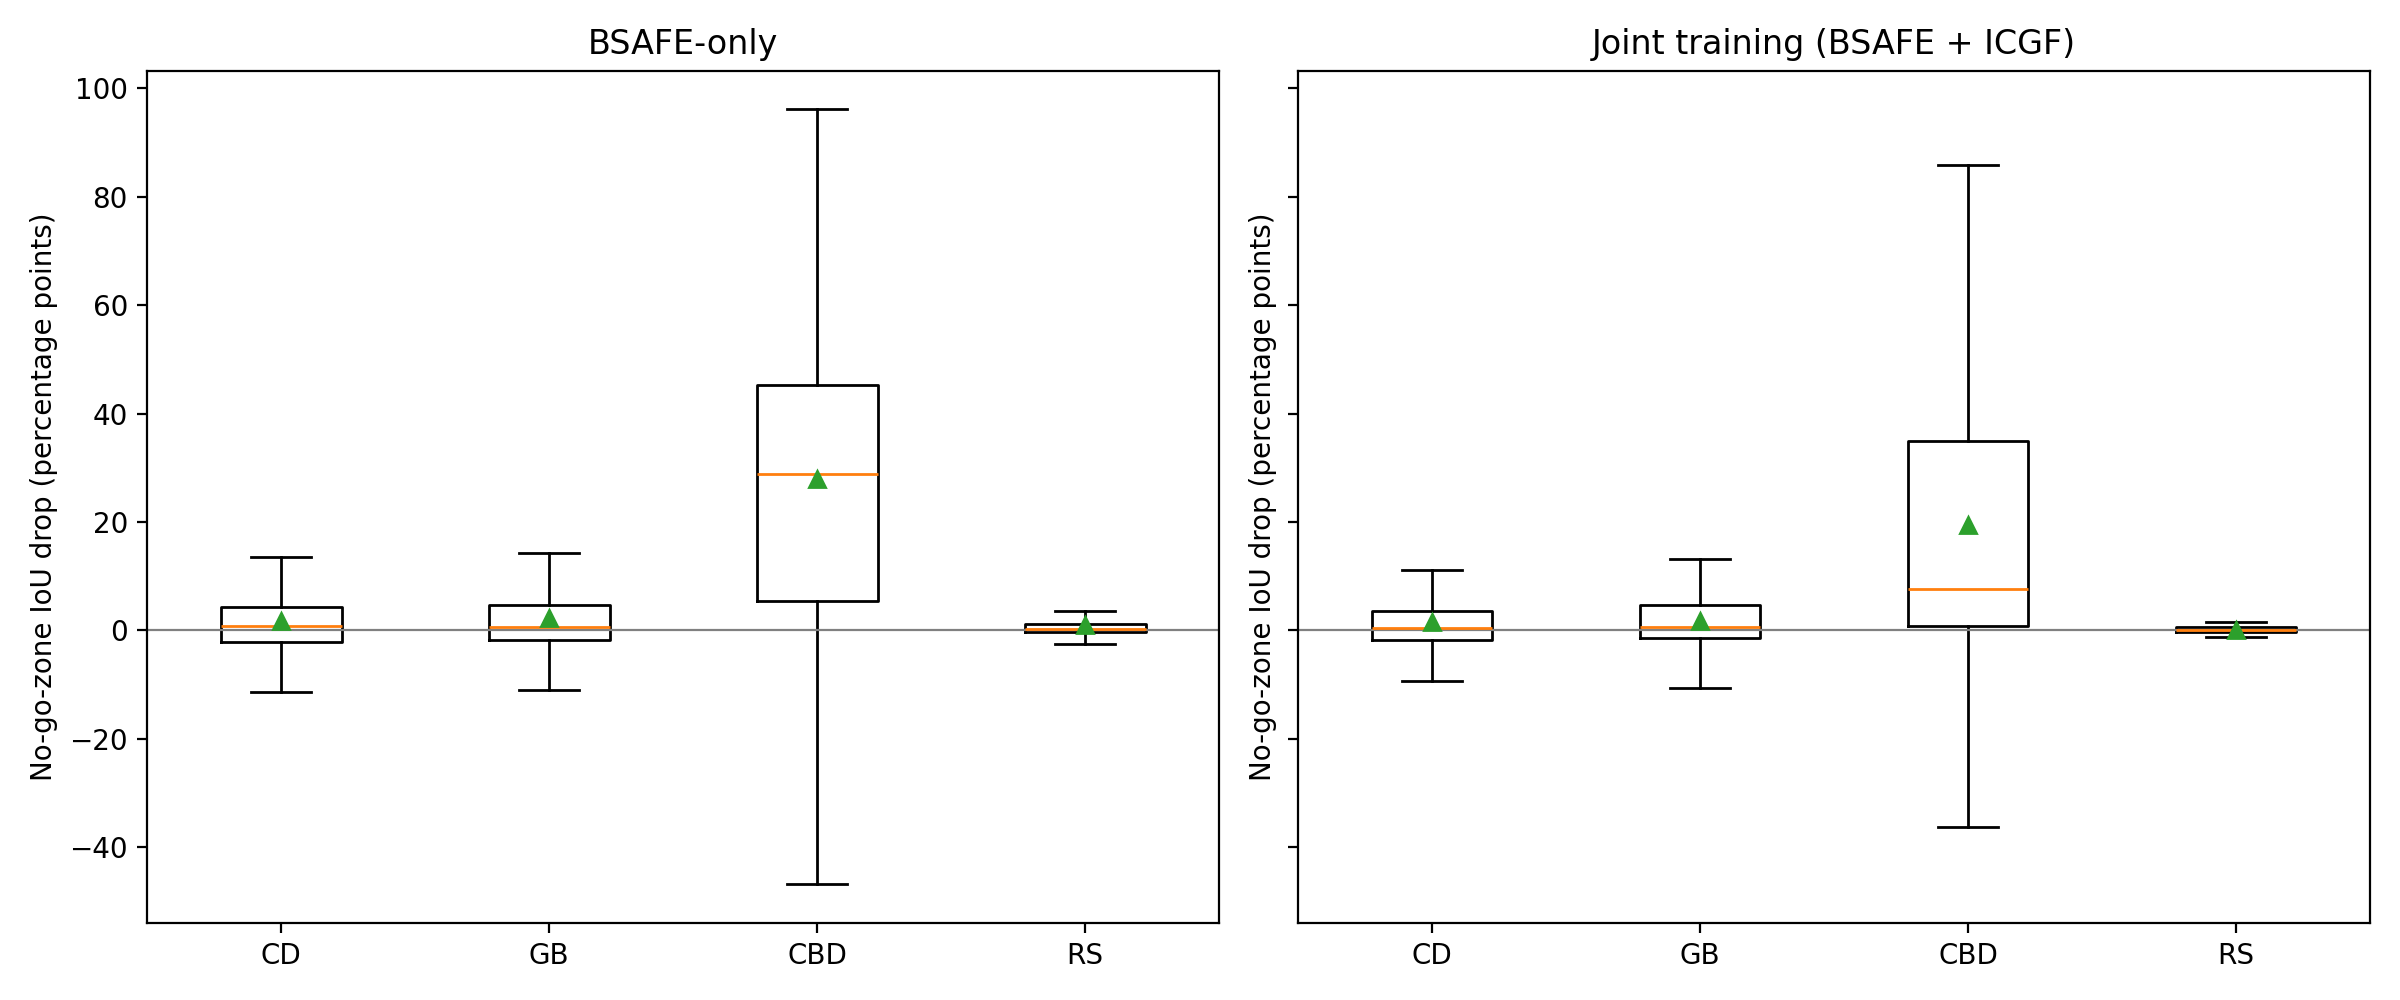 BSAFE-only
No-go-zone IoU drop (percentage points)
100
80
60
40
20
0
−20
−40
CD GB CBD RS
Joint training (BSAFE + ICGF)
No-go-zone IoU drop (percentage points)
CD GB CBD RS